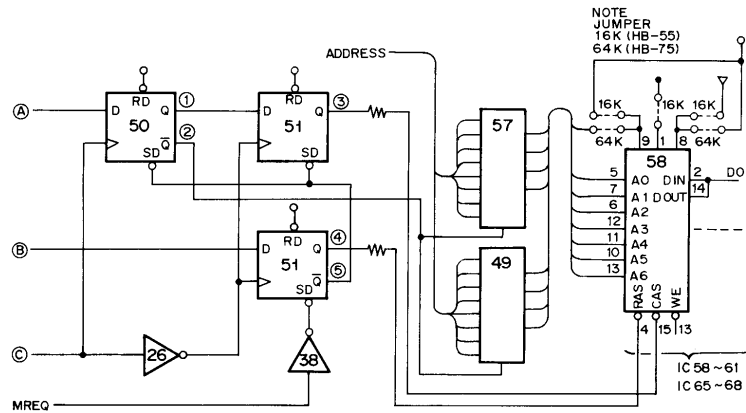 NOTE
JUMPER
16K (HB-55)
64K (HB-75)
ADDRESS
Ⓐ
D RD Q ①
50
Q̅ ②
SD
D RD Q ③
51
SD
57
16K 16K
64K 64K
9 1 8
58
5 A0 DIN 2 DO
7 A1 DOUT 14
6 A2
12 A3
11 A4
10 A5
13 A6
RAS CAS WE
4 15 13
Ⓑ
D RD Q ④
51
Q̅ ⑤
SD
49
Ⓒ
26
38
MREQ
IC 58~61
IC 65~68